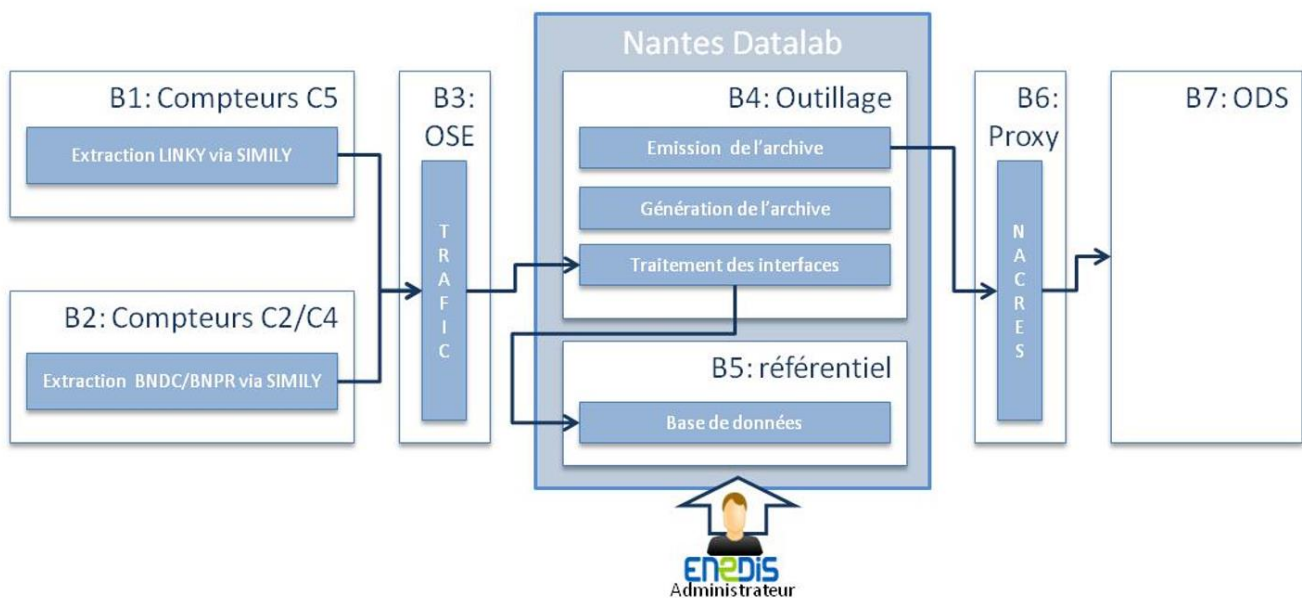 Nantes Datalab
B1: Compteurs C5
Extraction LINKY via SIMILY
B2: Compteurs C2/C4
Extraction BNDC/BNPR via SIMILY
B3:
OSE
TRAFIC
B4: Outillage
Emission de l'archive
Génération de l'archive
Traitement des interfaces
B5: référentiel
Base de données
B6:
Proxy
NACRES
B7: ODS
ENEDIS
Administrateur